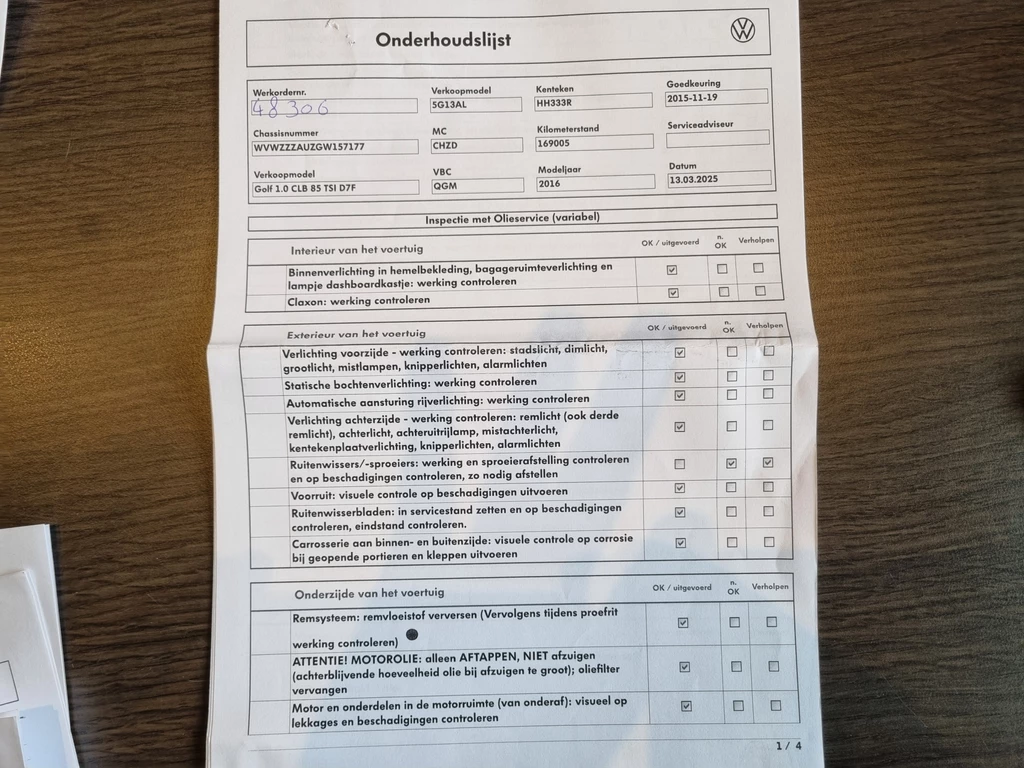 Onderhoudslijst
Werkordernr. Verkoopmodel Kenteken Goedkeuring
48306 5G13AL HH333R 2015-11-19
Chassisnummer MC Kilometerstand Serviceadviseur
WVWZZZAUZGW157177 CHZD 169005
Verkoopmodel VBC Modeljaar Datum
Golf 1.0 CLB 85 TSI D7F QGM 2016 13.03.2025
Inspectie met Olieservice (variabel)
Interieur van het voertuig OK / uitgevoerd n. OK Verholpen
Binnenverlichting in hemelbekleding, bagageruimteverlichting en
lampje dashboardkastje: werking controleren
Claxon: werking controleren
Exterieur van het voertuig OK / uitgevoerd n. OK Verholpen
Verlichting voorzijde - werking controleren: stadslicht, dimlicht,
grootlicht, mistlampen, knipperlichten, alarmlichten
Statische bochtenverlichting: werking controleren
Automatische aansturing rijverlichting: werking controleren
Verlichting achterzijde - werking controleren: remlicht (ook derde
remlicht), achterlicht, achteruitrijlamp, mistachterlicht,
kentekenplaatverlichting, knipperlichten, alarmlichten
Ruitenwissers/-sproeiers: werking en sproeierafstelling controleren
en op beschadigingen controleren, zo nodig afstellen
Voorruit: visuele controle op beschadigingen uitvoeren
Ruitenwisserbladen: in servicestand zetten en op beschadigingen
controleren, eindstand controleren.
Carrosserie aan binnen- en buitenzijde: visuele controle op corrosie
bij geopende portieren en kleppen uitvoeren
Onderzijde van het voertuig OK / uitgevoerd n. OK Verholpen
Remsysteem: remvloeistof verversen (Vervolgens tijdens proefrit
werking controleren)
ATTENTIE! MOTOROLIE: alleen AFTAPPEN, NIET afzuigen
(achterblijvende hoeveelheid olie bij afzuigen te groot); oliefilter
vervangen
Motor en onderdelen in de motorruimte (van onderaf): visueel op
lekkages en beschadigingen controleren
1 / 4